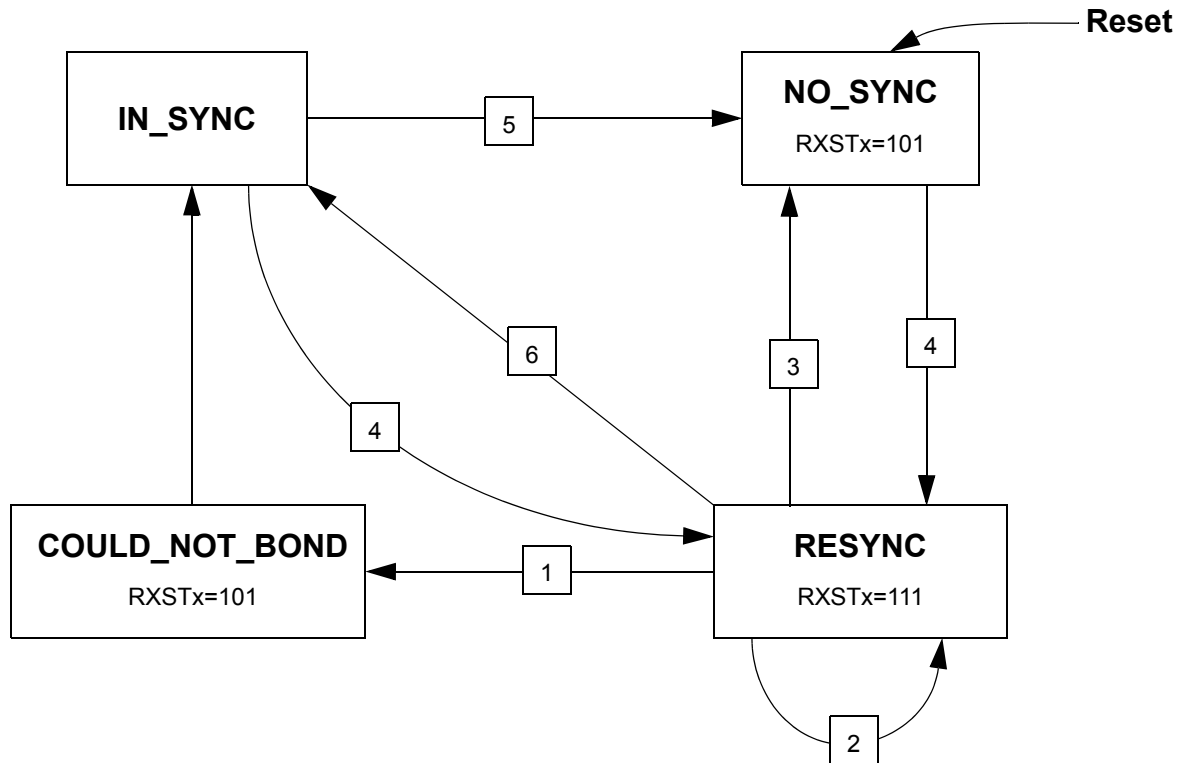 Reset
IN_SYNC
NO_SYNC
RXSTx=101
5
6
3
4
4
COULD_NOT_BOND
RXSTx=101
1
RESYNC
RXSTx=111
2